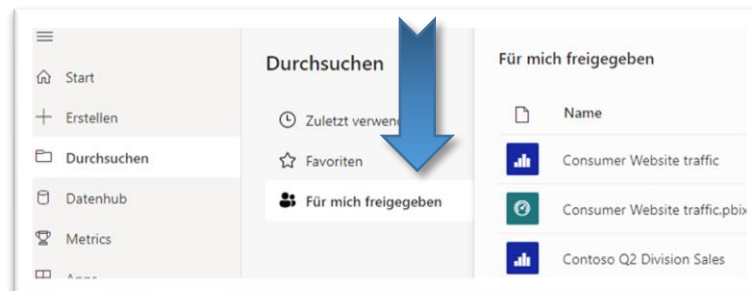 Start
Erstellen
Durchsuchen
Datenhub
Metrics
Durchsuchen
Zuletzt
Favoriten
Für mich freigegeben
Für mich freigegeben
Name
Consumer Website traffic
Consumer Website traffic.pbix
Contoso Q2 Division Sales